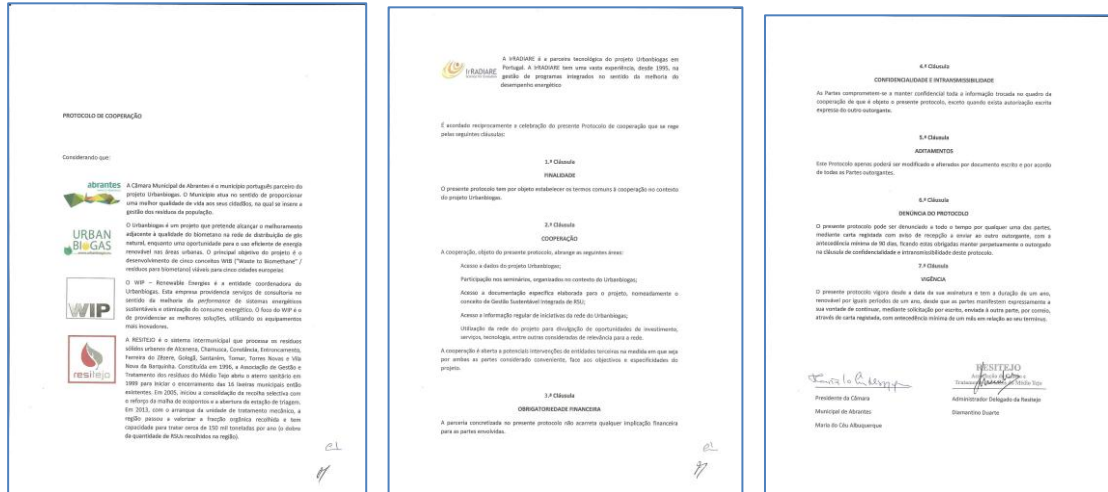 PROTOCOLO DE COOPERAÇÃO
Considerando que:
abrantes
A Câmara Municipal de Abrantes é o município português parceiro do
projeto Urbanbiogas. O Município atua no sentido de proporcionar
uma melhor qualidade de vida aos seus cidadãos, no qual se insere a
gestão dos resíduos da população.
URBAN
BIOGAS
O Urbanbiogas é um projeto que pretende alcançar o melhoramento
adjacente à qualidade do biometano na rede de distribuição de gás
natural, enquanto uma oportunidade para o uso eficiente de energia
renovável nas áreas urbanas. O principal objetivo do projeto é o
desenvolvimento de cinco conceitos WtB ("Waste to Biomethane" /
resíduos para biometano) viáveis para cinco cidades europeias
WIP
O WIP – Renewable Energies é a entidade coordenadora do
Urbanbiogas. Esta empresa providencia serviços de consultoria no
sentido da melhoria da performance de sistemas energéticos
sustentáveis e otimização do consumo energético. O foco do WIP é o
de providenciar as melhores soluções, utilizando os equipamentos
mais inovadores.
resitejo
A RESITEJO é o sistema intermunicipal que processa os resíduos
sólidos urbanos de Alcanena, Chamusca, Constância, Entroncamento,
Ferreira do Zêzere, Golegã, Santarém, Tomar, Torres Novas e Vila
Nova da Barquinha. Constituída em 1996, a Associação de Gestão e
Tratamento dos resíduos do Médio Tejo abriu o aterro sanitário em
1999 para iniciar o encerramento das 16 lixeiras municipais então
existentes. Em 2005, iniciou a consolidação da recolha selectiva com
o reforço da malha de ecopontos e a abertura da estação de triagem.
Em 2013, com o arranque da unidade de tratamento mecânico, a
região passou a valorizar a fracção orgânica recolhida e tem
capacidade para tratar cerca de 150 mil toneladas por ano (o dobro
da quantidade de RSUs recolhidos na região).
IrRADIARE
A IrRADIARE é a parceira tecnológica do projeto Urbanbiogas em
Portugal. A IrRADIARE tem uma vasta experiência, desde 1995, na
gestão de programas integrados no sentido da melhoria do
desempenho energético
É acordado reciprocamente a celebração do presente Protocolo de cooperação que se rege
pelas seguintes cláusulas:
1.ª Cláusula
FINALIDADE
O presente protocolo tem por objeto estabelecer os termos comuns à cooperação no contexto
do projeto Urbanbiogas.
2.ª Cláusula
COOPERAÇÃO
A cooperação, objeto do presente protocolo, abrange as seguintes áreas:
Acesso a dados do projeto Urbanbiogas;
Participação nos seminários, organizados no contexto do Urbanbiogas;
Acesso a documentação específica elaborada para o projeto, nomeadamente o
conceito de Gestão Sustentável Integrado de RSU;
Acesso a informação regular de iniciativas da rede do Urbanbiogas;
Utilização da rede do projeto para divulgação de oportunidades de investimento,
serviços, tecnologia, entre outras consideradas de relevância para a rede.
A cooperação é aberta a potenciais intervenções de entidades terceiras na medida em que seja
por ambas as partes considerado conveniente, face aos objectivos e especificidades do
projeto.
3.ª Cláusula
OBRIGATORIEDADE FINANCEIRA
A parceria concretizada no presente protocolo não acarreta qualquer implicação financeira
para as partes envolvidas.
4.ª Cláusula
CONFIDENCIALIDADE E INTRANSMISSIBILIDADE
As Partes comprometem-se a manter confidencial toda a informação trocada no quadro da
cooperação de que é objeto o presente protocolo, exceto quando exista autorização escrita
expressa do outro outorgante.
5.ª Cláusula
ADITAMENTOS
Este Protocolo apenas poderá ser modificado e alterados por documento escrito e por acordo
de todas as Partes outorgantes.
6.ª Cláusula
DENÚNCIA DO PROTOCOLO
O presente protocolo pode ser denunciado a todo o tempo por qualquer uma das partes,
mediante carta registada com aviso de recepção a enviar ao outro outorgante, com a
antecedência mínima de 90 dias, ficando estas obrigadas manter perpetuamente o outorgado
na cláusula de confidencialidade e intransmissibilidade deste protocolo.
7.ª Cláusula
VIGÊNCIA
O presente protocolo vigora desde a data da sua assinatura e tem a duração de um ano,
renovável por iguais períodos de um ano, desde que as partes manifestem expressamente a
sua vontade de continuar, mediante solicitação por escrito, enviada à outra parte, por correio,
através de carta registada, com antecedência mínima de um mês em relação ao seu termino.
RESITEJO
Médio Tejo
Presidente da Câmara
Municipal de Abrantes
Maria do Céu Albuquerque
Administrador Delegado da Resitejo
Diamantino Duarte